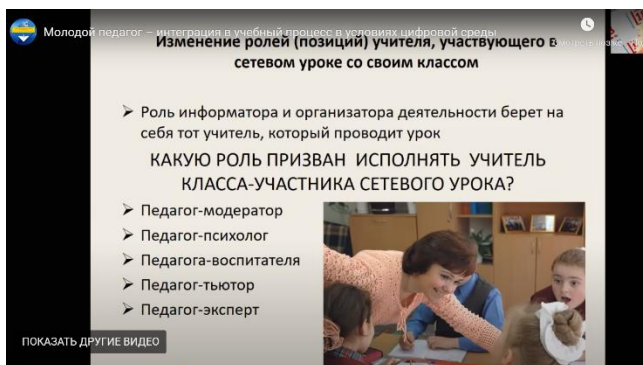 Молодой педагог – интеграция в учебный процесс в условиях цифровой среды
Изменение ролей (позиций) учителя, участвующего в
сетевом уроке со своим классом
Смотреть позже
➢ Роль информатора и организатора деятельности берет на
себя тот учитель, который проводит урок
КАКУЮ РОЛЬ ПРИЗВАН ИСПОЛНЯТЬ УЧИТЕЛЬ
КЛАССА-УЧАСТНИКА СЕТЕВОГО УРОКА?
➢ Педагог-модератор
➢ Педагог-психолог
➢ Педагога-воспитателя
➢ Педагог-тьютор
➢ Педагог-эксперт
ПОКАЗАТЬ ДРУГИЕ ВИДЕО